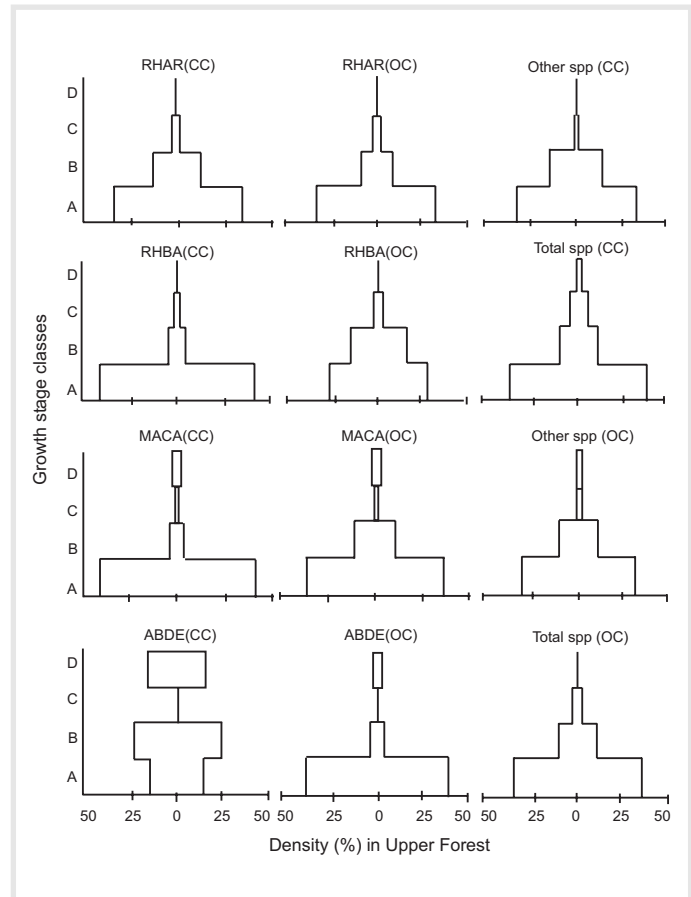 RHAR(CC) RHAR(OC) Other spp (CC)
D
C
B
A
RHBA(CC) RHBA(OC) Total spp (CC)
D
C
B
A
Growth stage classes
MACA(CC) MACA(OC) Other spp (OC)
D
C
B
A
ABDE(CC) ABDE(OC) Total spp (OC)
D
C
B
A
50 25 0 25 50 50 25 0 25 50 50 25 0 25 50
Density (%) in Upper Forest